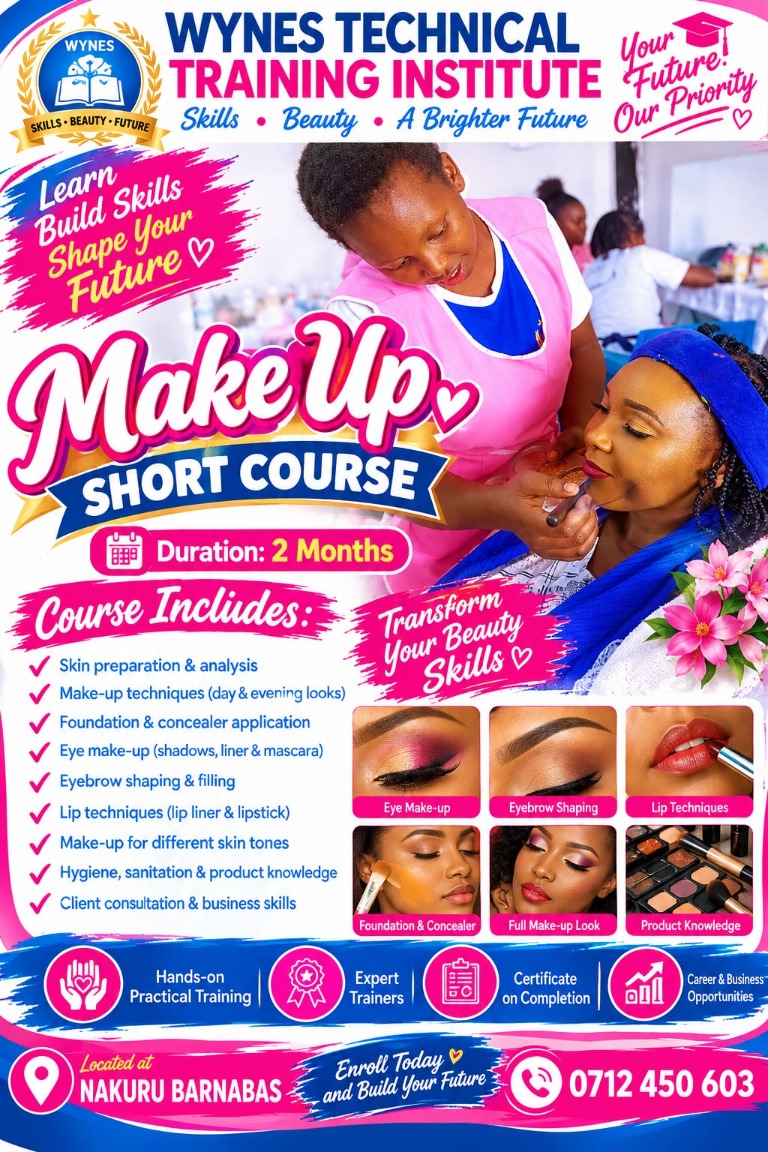 WYNES
SKILLS • BEAUTY • FUTURE
WYNES TECHNICAL
TRAINING INSTITUTE
Skills • Beauty • A Brighter Future
Your
Future!
Our Priority
Learn
Build Skills
Shape Your
Future
Make Up
SHORT COURSE
Duration: 2 Months
Course Includes:
Skin preparation & analysis
Make-up techniques (day & evening looks)
Foundation & concealer application
Eye make-up (shadows, liner & mascara)
Eyebrow shaping & filling
Lip techniques (lip liner & lipstick)
Make-up for different skin tones
Hygiene, sanitation & product knowledge
Client consultation & business skills
Transform
Your Beauty
Skills
Eye Make-up
Eyebrow Shaping
Lip Techniques
Foundation & Concealer
Full Make-up Look
Product Knowledge
Hands-on
Practical Training
Expert
Trainers
Certificate
on Completion
Career & Business
Opportunities
Located at
NAKURU BARNABAS
Enroll Today
and Build Your Future
0712 450 603